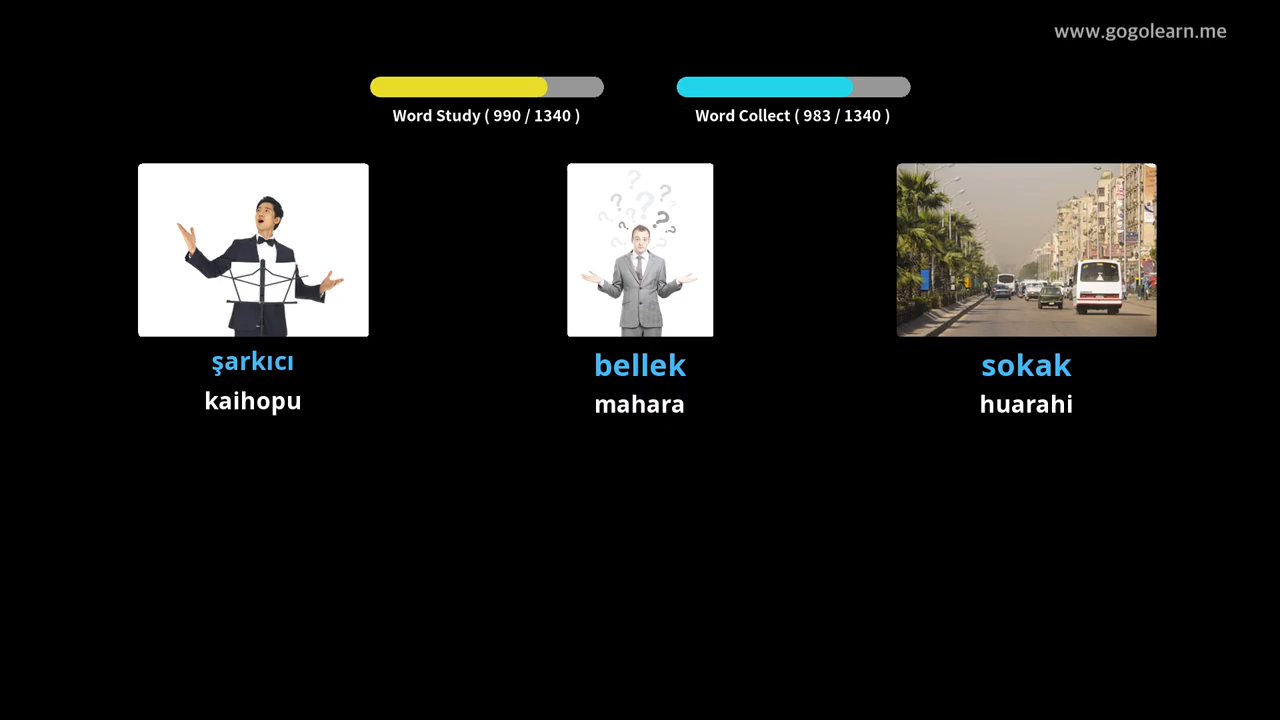 www.gogolearn.me
Word Study ( 990 / 1340 )
Word Collect ( 983 / 1340 )
şarkıcı
kaihopu
bellek
mahara
sokak
huarahi